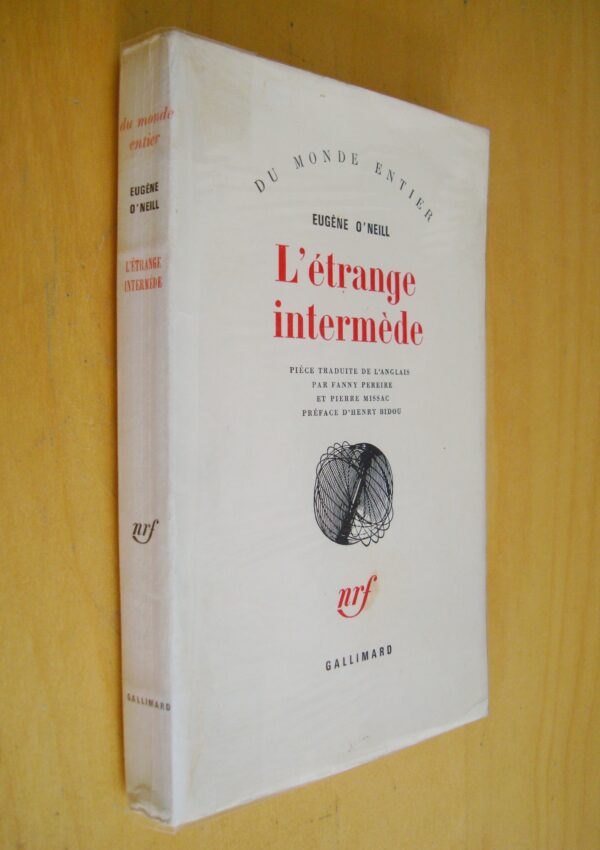 du monde
entier
EUGÈNE
O'NEILL
L'ÉTRANGE
INTERMÈDE
nrf
GALLIMARD
DU MONDE ENTIER
EUGÈNE O'NEILL
L'étrange
intermède
PIÈCE TRADUITE DE L'ANGLAIS
PAR FANNY PEREIRE
ET PIERRE MISSAC
PRÉFACE D'HENRY BIDOU
nrf
GALLIMARD